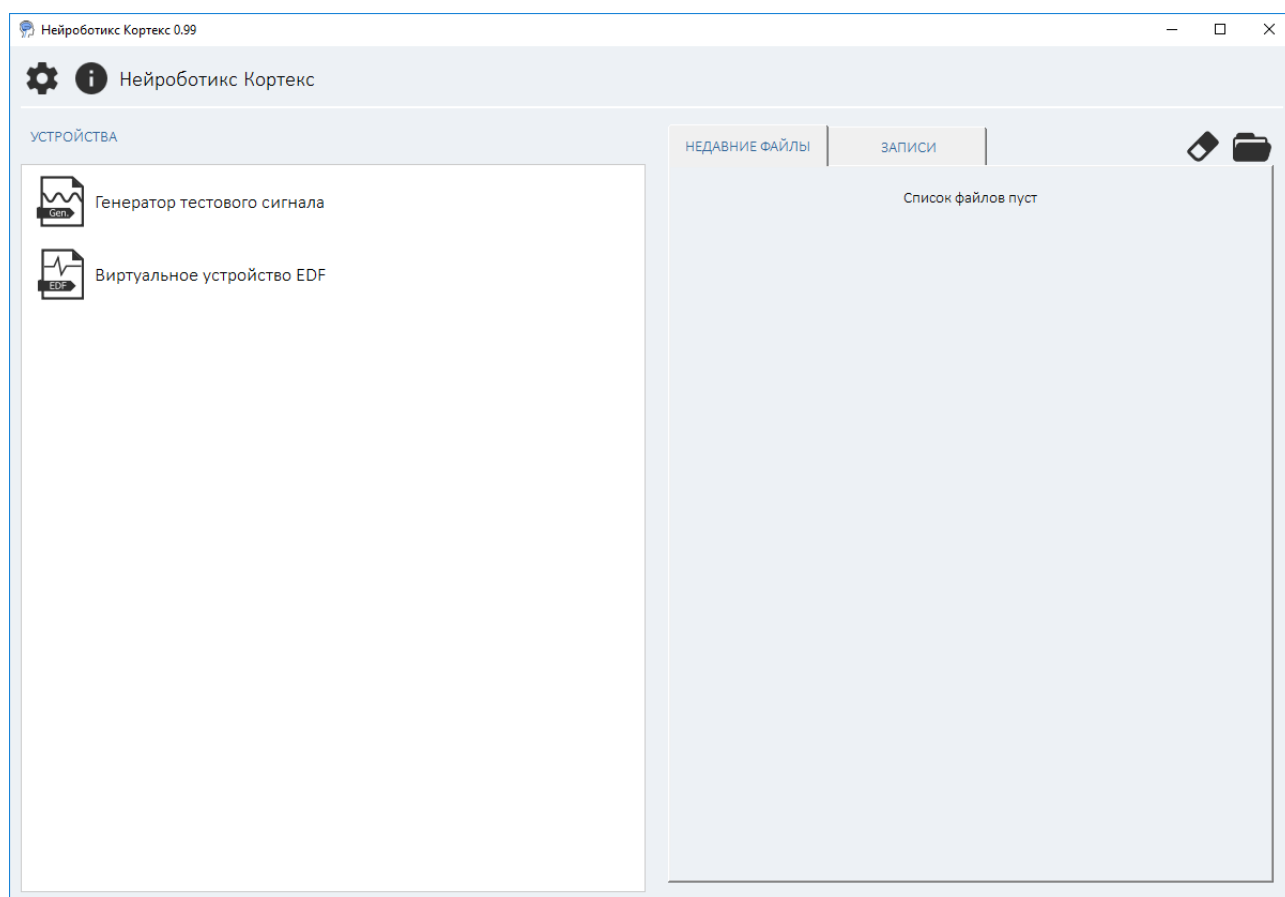 Нейроботикс Кортекс 0.99
Нейроботикс Кортекс
УСТРОЙСТВА
Gen.
Генератор тестового сигнала
EDF
Виртуальное устройство EDF
НЕДАВНИЕ ФАЙЛЫ
ЗАПИСИ
Список файлов пуст